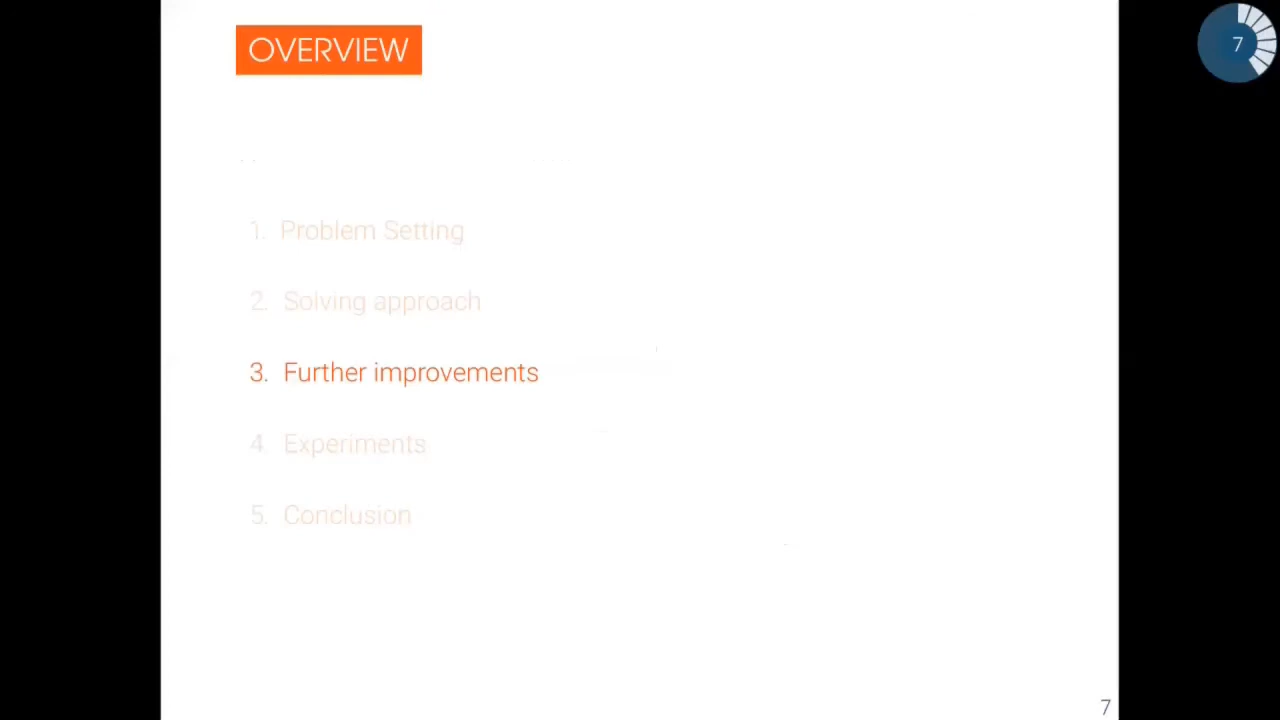 OVERVIEW
7
1. Problem Setting
2. Solving approach
3. Further improvements
4. Experiments
5. Conclusion
7